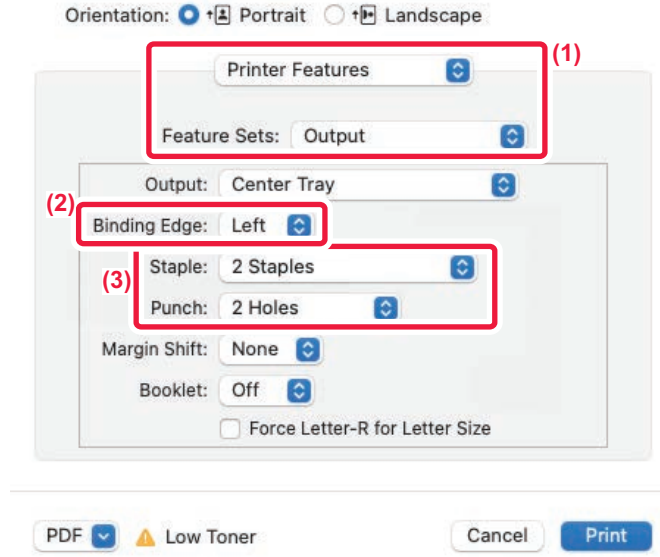 Orientation: Portrait Landscape
(1)
Printer Features
Feature Sets: Output
Output: Center Tray
(2)
Binding Edge: Left
Staple: 2 Staples
(3)
Punch: 2 Holes
Margin Shift: None
Booklet: Off
Force Letter-R for Letter Size
PDF Low Toner Cancel Print